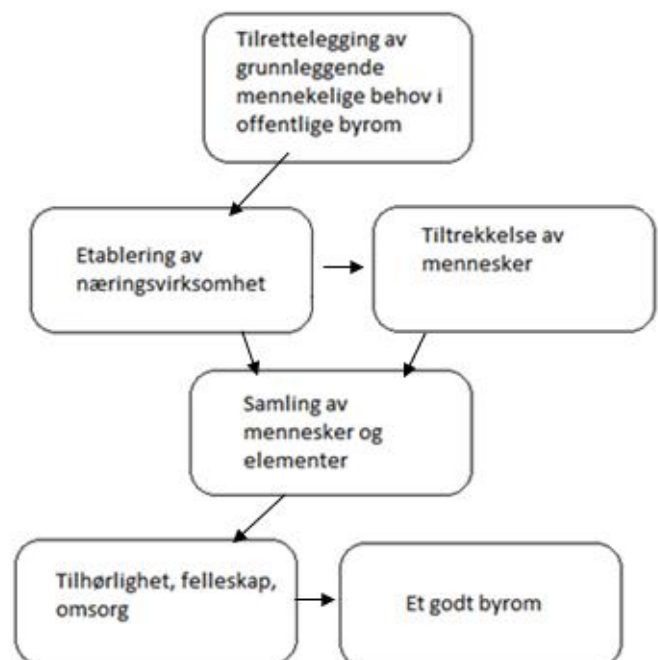 Tilrettelegging av
grunnleggende
mennekelige behov i
offentlige byrom
Etablering av
næringsvirksomhet
Tiltrekkelse av
mennesker
Samling av
mennesker og
elementer
Tilhørlighet, felleskap,
omsorg
Et godt byrom